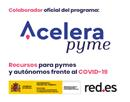 Colaborador oficial del programa:
Acelera
pyme
Recursos para pymes
y autónomos frente al COVID-19
red.es